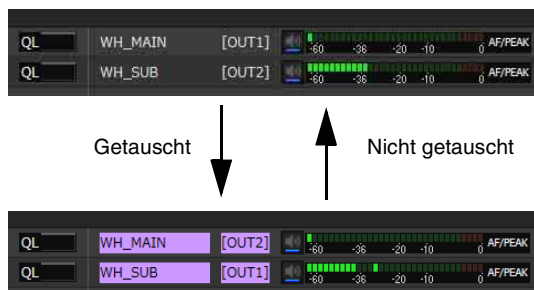 QL WH_MAIN [OUT1] -60 -36 -20 -10 0 AF/PEAK
QL WH_SUB [OUT2] -60 -36 -20 -10 0 AF/PEAK
Getauscht Nicht getauscht
QL WH_MAIN [OUT2] -60 -36 -20 -10 0 AF/PEAK
QL WH_SUB [OUT1] -60 -36 -20 -10 0 AF/PEAK